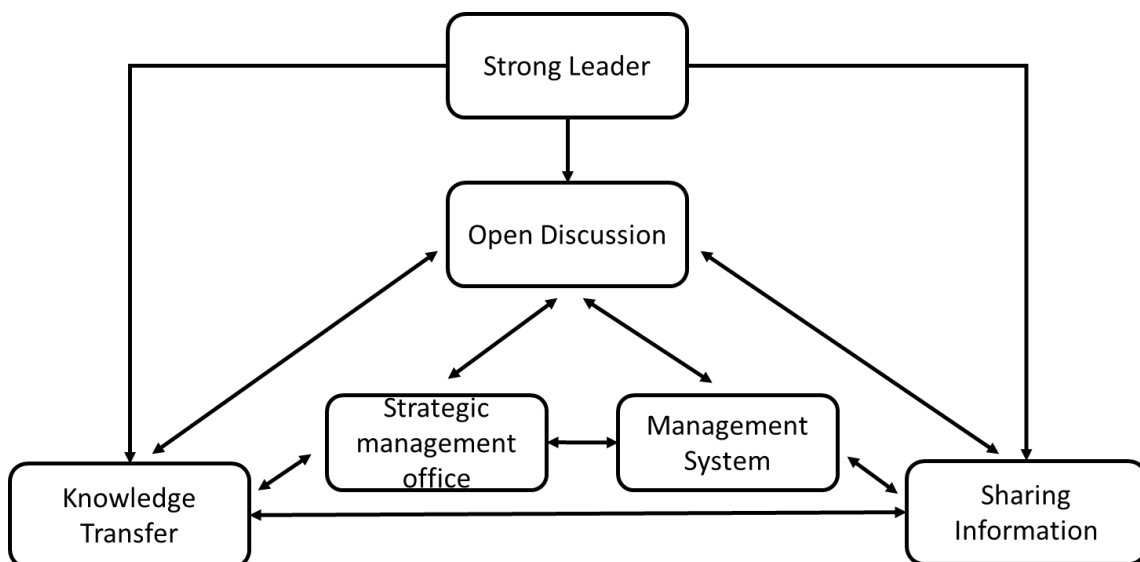 Strong Leader
Open Discussion
Strategic
management
office
Management
System
Knowledge
Transfer
Sharing
Information